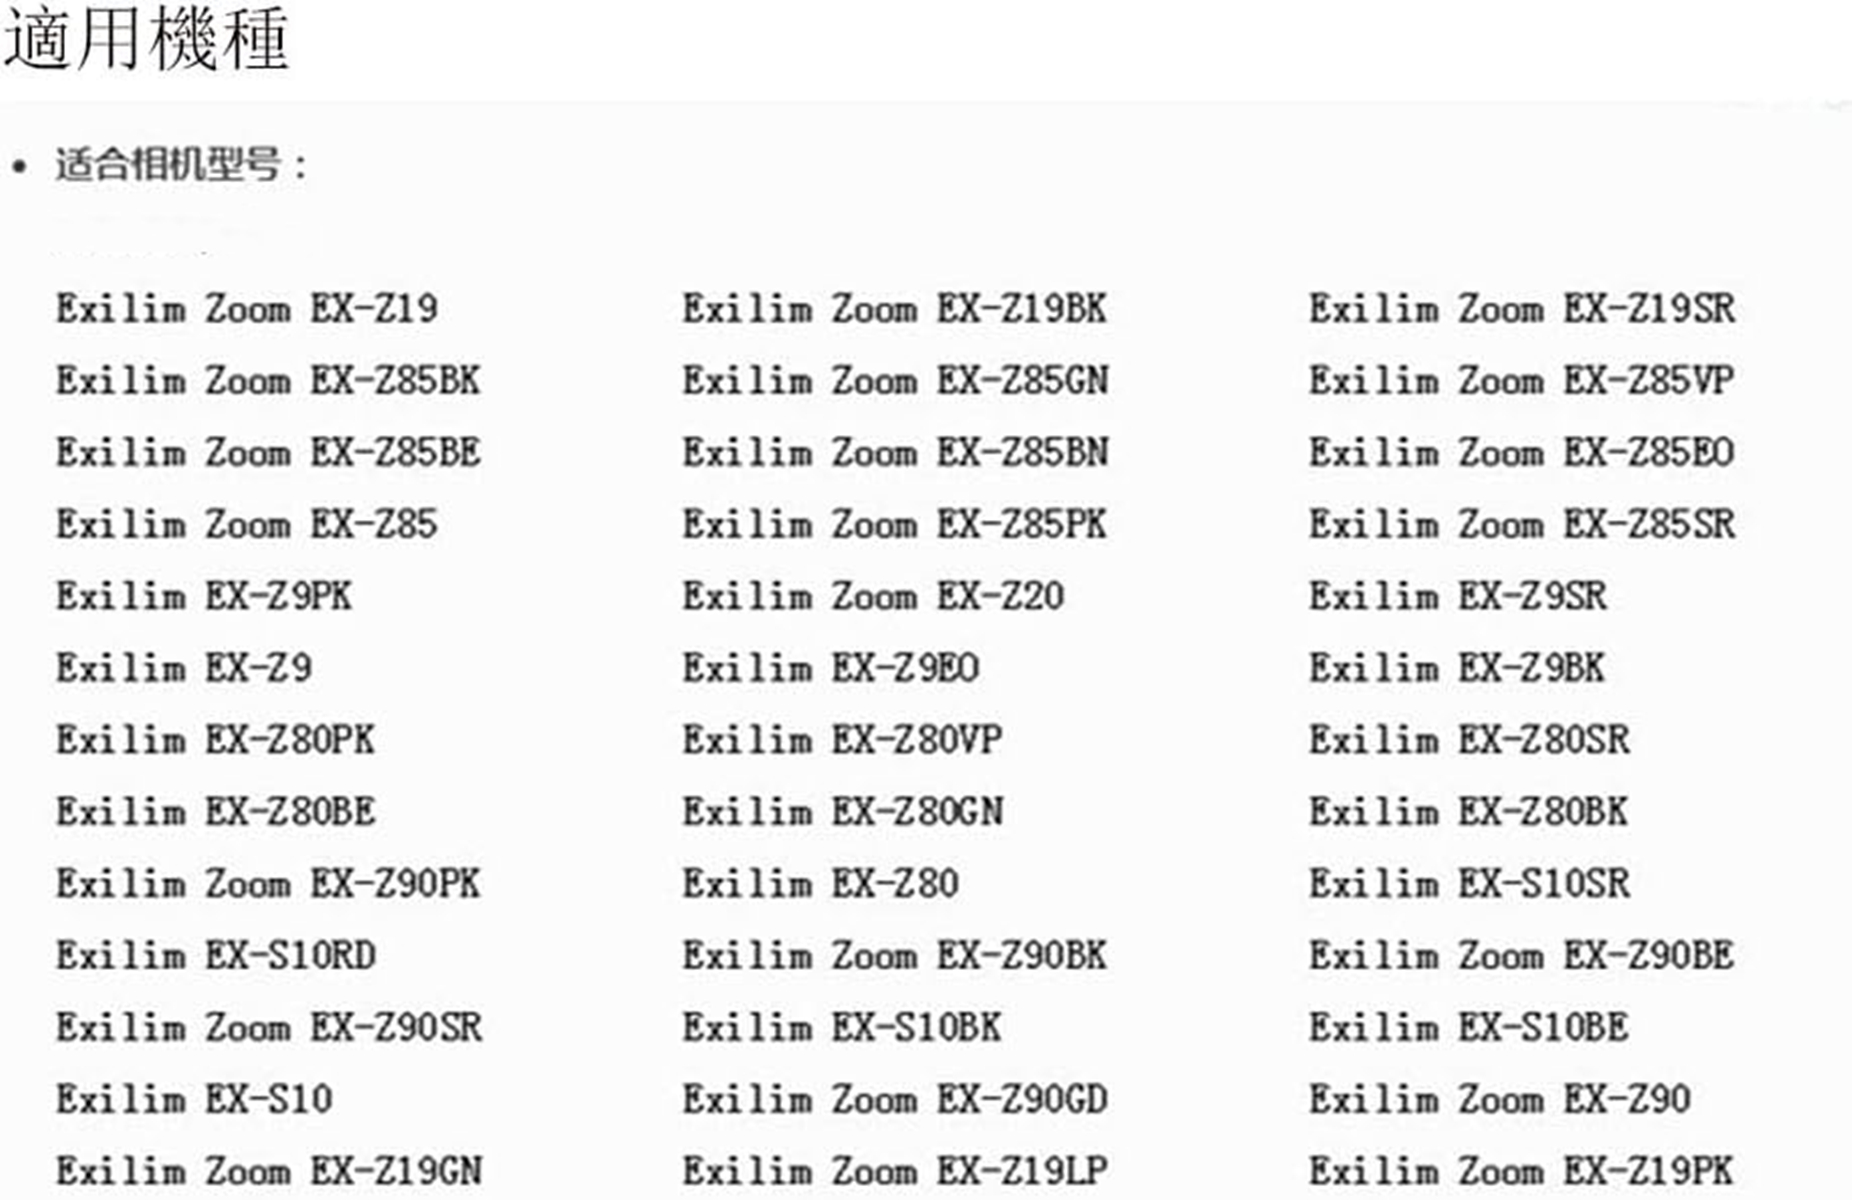 適用機種
• 适合相机型号：
Exilim Zoom EX-Z19 Exilim Zoom EX-Z19BK Exilim Zoom EX-Z19SR
Exilim Zoom EX-Z85BK Exilim Zoom EX-Z85GN Exilim Zoom EX-Z85VP
Exilim Zoom EX-Z85BE Exilim Zoom EX-Z85BN Exilim Zoom EX-Z85EO
Exilim Zoom EX-Z85 Exilim Zoom EX-Z85PK Exilim Zoom EX-Z85SR
Exilim EX-Z9PK Exilim Zoom EX-Z20 Exilim EX-Z9SR
Exilim EX-Z9 Exilim EX-Z9EO Exilim EX-Z9BK
Exilim EX-Z80PK Exilim EX-Z80VP Exilim EX-Z80SR
Exilim EX-Z80BE Exilim EX-Z80GN Exilim EX-Z80BK
Exilim Zoom EX-Z90PK Exilim EX-Z80 Exilim EX-S10SR
Exilim EX-S10RD Exilim Zoom EX-Z90BK Exilim Zoom EX-Z90BE
Exilim Zoom EX-Z90SR Exilim EX-S10BK Exilim EX-S10BE
Exilim EX-S10 Exilim Zoom EX-Z90GD Exilim Zoom EX-Z90
Exilim Zoom EX-Z19GN Exilim Zoom EX-Z19LP Exilim Zoom EX-Z19PK